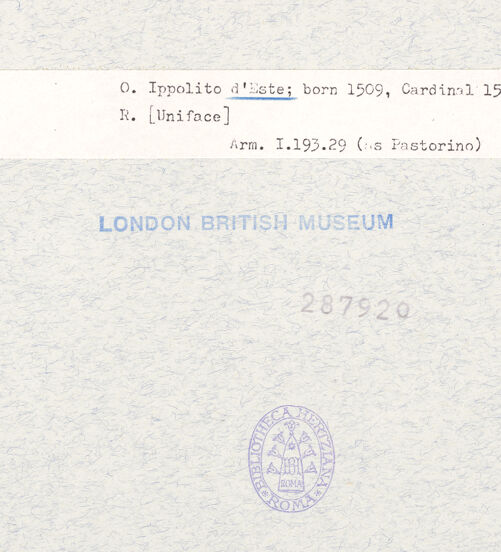 O. Ippolito d'Este; born 1509, Cardinal 15
R. [Uniface]
Arm. I.193.29 (as Pastorino)
LONDON BRITISH MUSEUM
287920
BIBLIOTHECA HERTZIANA
ROMA
ROMA